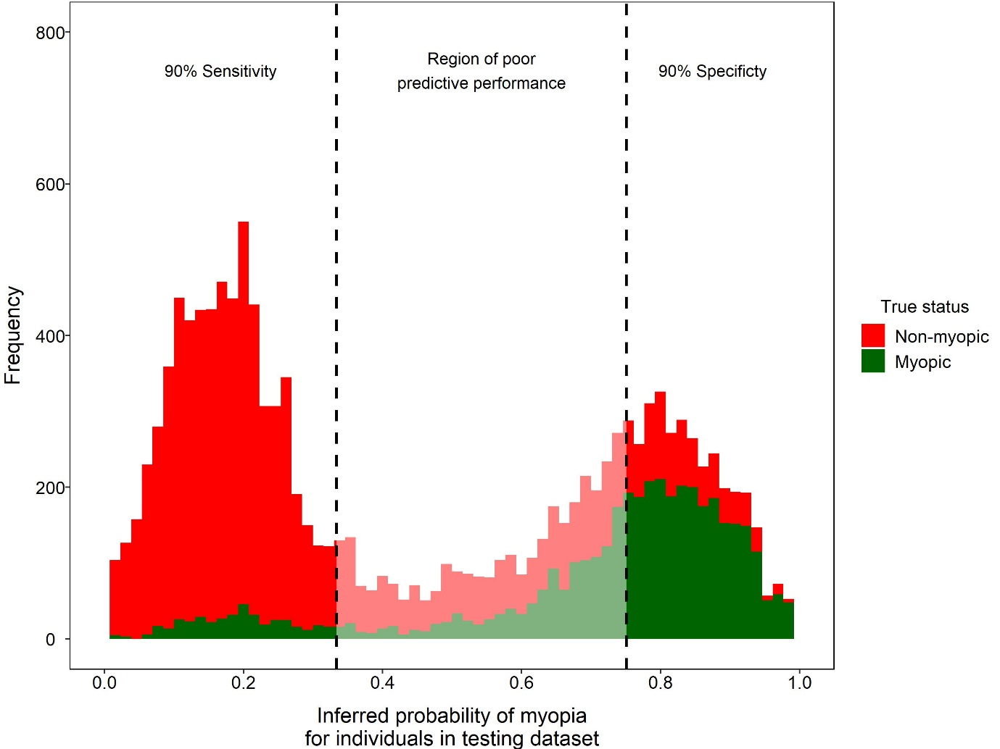 800
600
400
200
0
Frequency
90% Sensitivity
Region of poor
predictive performance
90% Specificty
0.0
0.2
0.4
0.6
0.8
1.0
Inferred probability of myopia
for individuals in testing dataset
True status
Non-myopic
Myopic